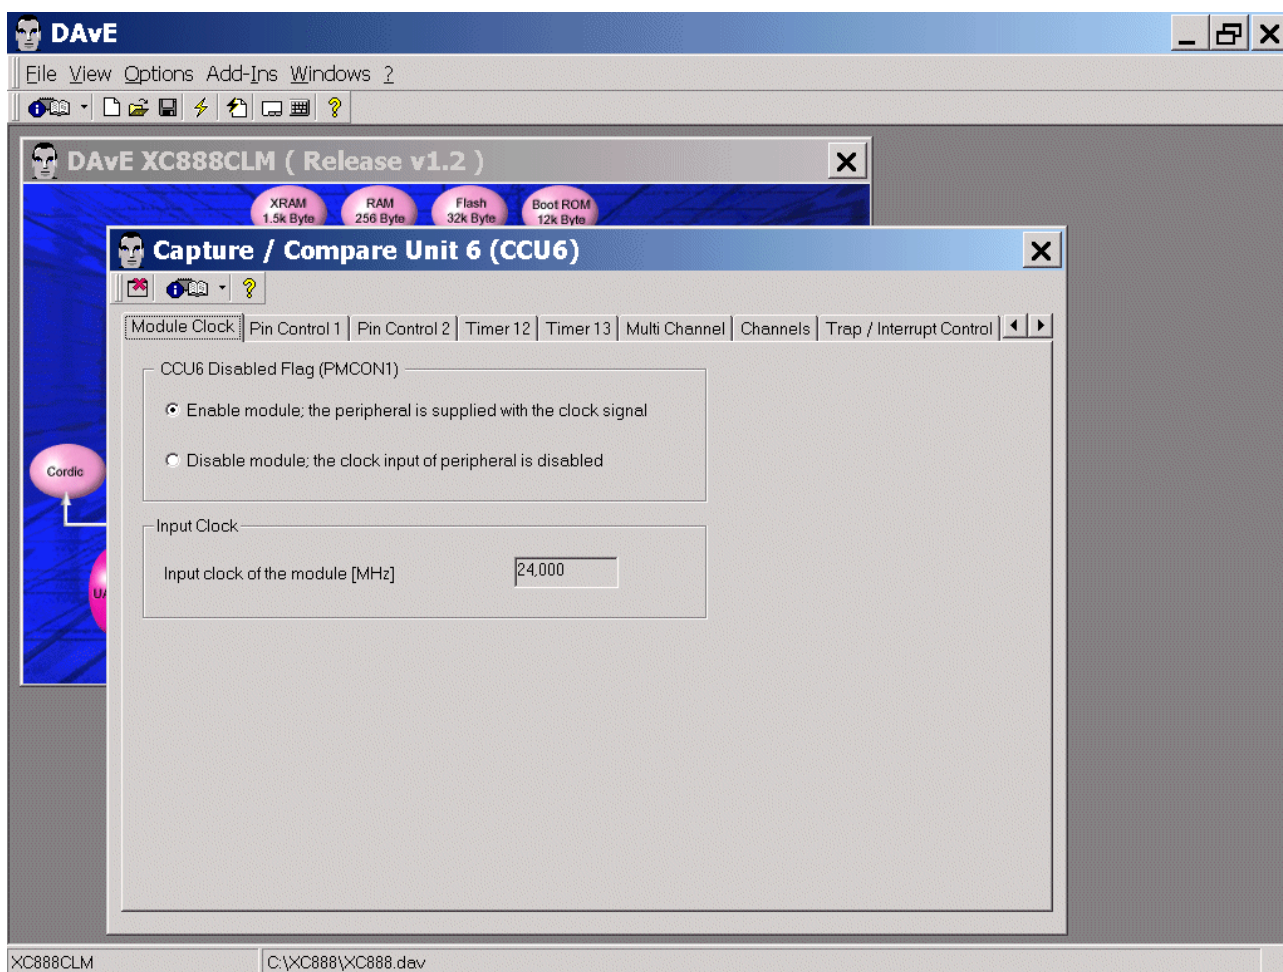 DAvE
File View Options Add-Ins Windows ?
DAvE XC888CLM ( Release v1.2 )
XRAM
1.5k Byte
RAM
256 Byte
Flash
32k Byte
Boot ROM
12k Byte
Capture / Compare Unit 6 (CCU6)
Module Clock Pin Control 1 Pin Control 2 Timer 12 Timer 13 Multi Channel Channels Trap / Interrupt Control
CCU6 Disabled Flag (PMCON1)
Enable module; the peripheral is supplied with the clock signal
Disable module; the clock input of peripheral is disabled
Cordic
Input Clock
Input clock of the module [MHz] 24,000
XC888CLM C:\XC888\XC888.dav